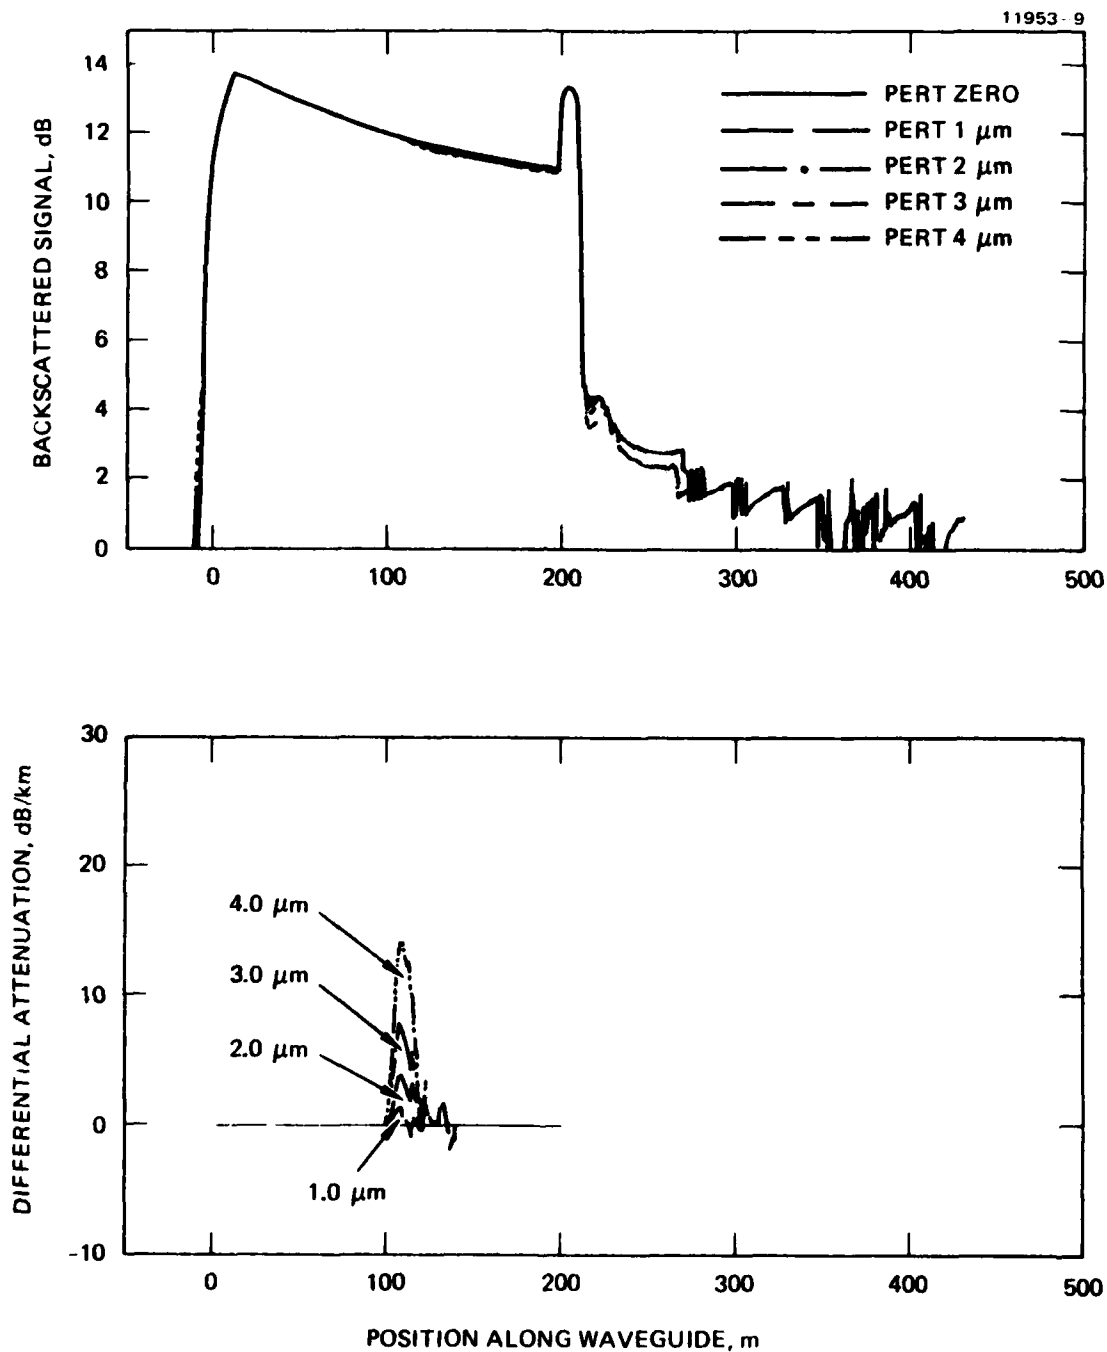 11953-9
BACKSCATTERED SIGNAL, dB
14
12
10
8
6
4
2
0
PERT ZERO
PERT 1 μm
PERT 2 μm
PERT 3 μm
PERT 4 μm
0 100 200 300 400 500
DIFFERENTIAL ATTENUATION, dB/km
30
20
10
0
-10
4.0 μm
3.0 μm
2.0 μm
1.0 μm
0 100 200 300 400 500
POSITION ALONG WAVEGUIDE, m